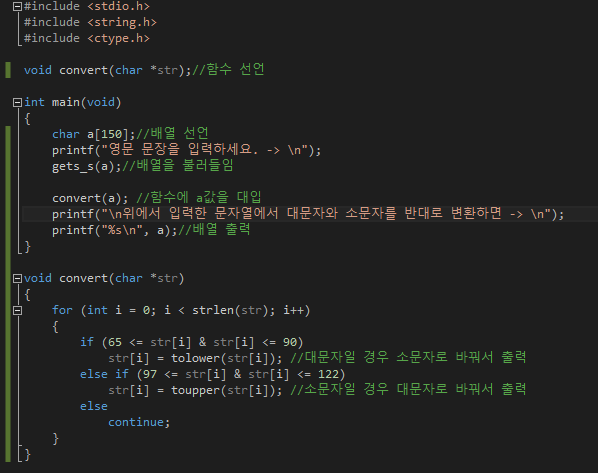 #include <stdio.h>
#include <string.h>
#include <ctype.h>
void convert(char *str);//함수 선언
int main(void)
{
char a[150];//배열 선언
printf("영문 문장을 입력하세요. -> \n");
gets_s(a);//배열을 불러들임
convert(a); //함수에 a값을 대입
printf("\n위에서 입력한 문자열에서 대문자와 소문자를 반대로 변환하면 -> \n");
printf("%s\n", a);//배열 출력
}
void convert(char *str)
{
for (int i = 0; i < strlen(str); i++)
{
if (65 <= str[i] & str[i] <= 90)
str[i] = tolower(str[i]); //대문자일 경우 소문자로 바꿔서 출력
else if (97 <= str[i] & str[i] <= 122)
str[i] = toupper(str[i]); //소문자일 경우 대문자로 바꿔서 출력
else
continue;
}
}